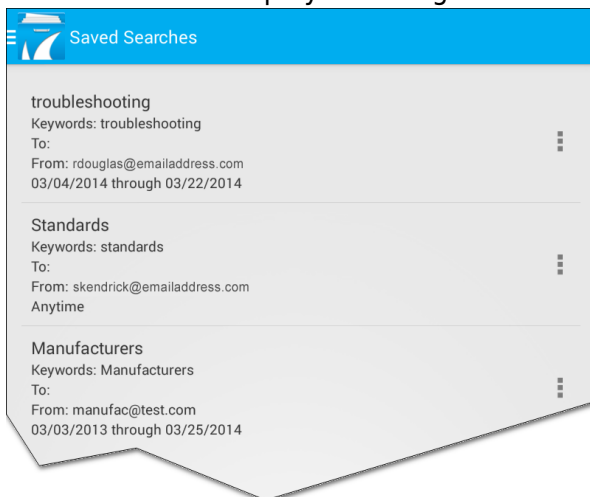 Saved Searches
troubleshooting
Keywords: troubleshooting
To:
From: rdouglas@emailaddress.com
03/04/2014 through 03/22/2014
Standards
Keywords: standards
To:
From: skendrick@emailaddress.com
Anytime
Manufacturers
Keywords: Manufacturers
To:
From: manufac@test.com
03/03/2013 through 03/25/2014